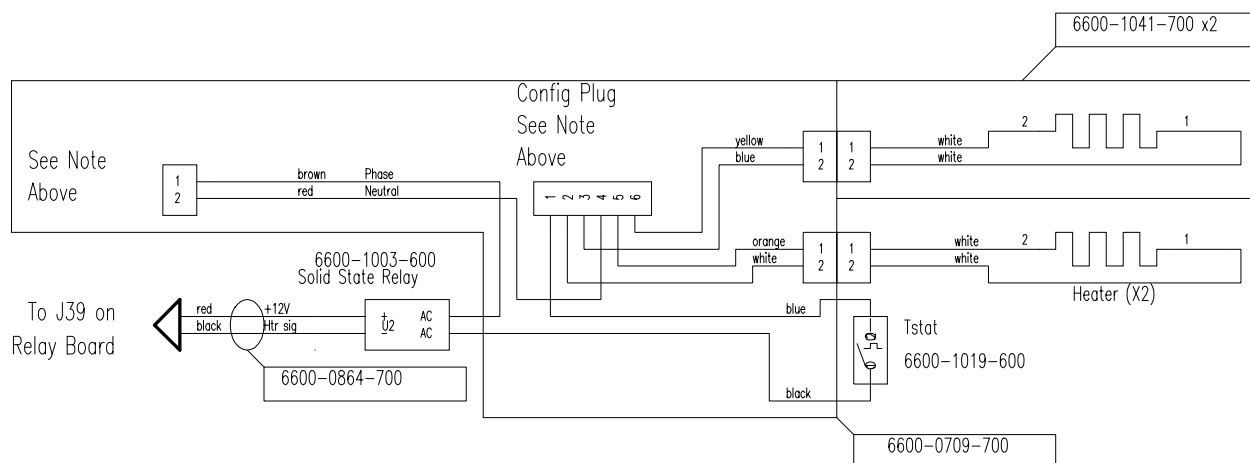 6600-1041-700 x2
Config Plug
See Note
Above
See Note
Above
1
2
brown Phase
red Neutral
1 2 3 4 5 6
yellow
blue
1
2
1
2
white
white
2
1
orange
white
1
2
1
2
white
white
2
1
Heater (X2)
6600-1003-600
Solid State Relay
To J39 on
Relay Board
red
black
+12V
Htr sig
+
-
U2
AC
AC
blue
Tstat
6600-1019-600
6600-0864-700
black
6600-0709-700